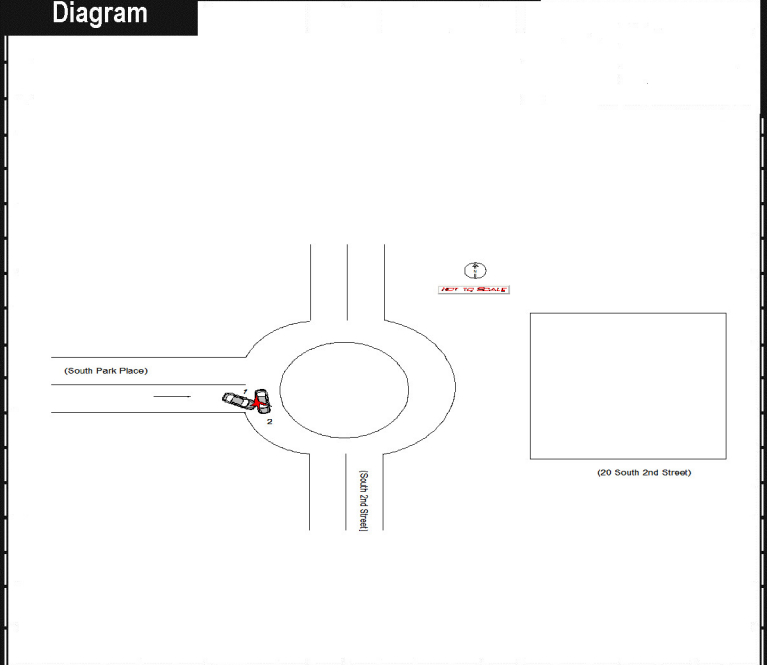 Diagram
NOT TO SCALE
(South Park Place)
1
2
(South 2nd Street)
(20 South 2nd Street)